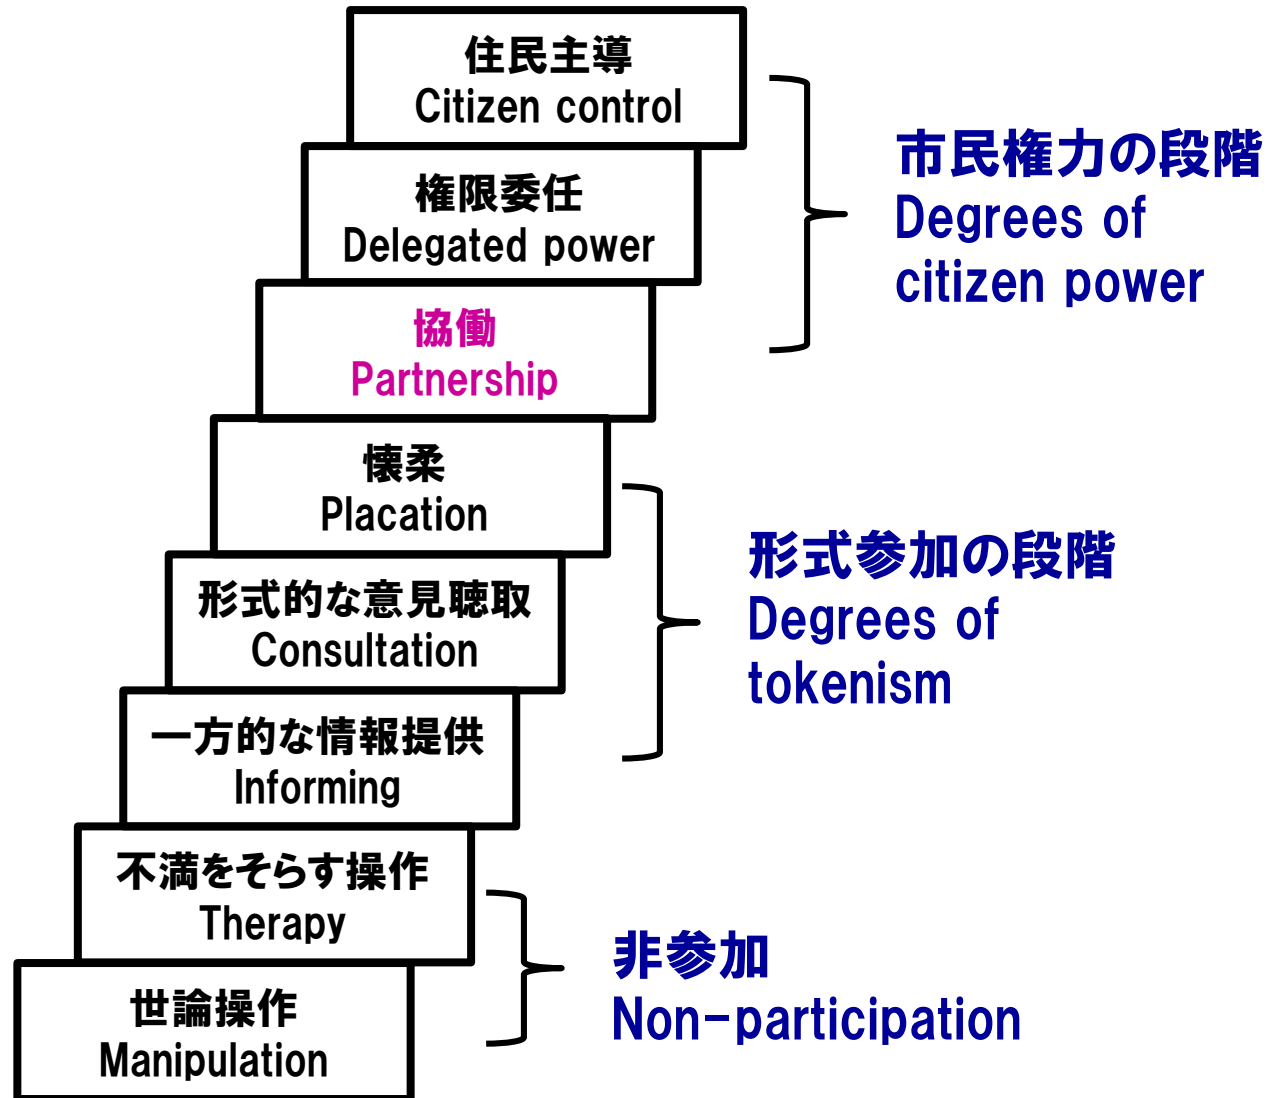 住民主導
Citizen control
権限委任
Delegated power
協働
Partnership
市民権力の段階
Degrees of
citizen power
懐柔
Placation
形式的な意見聴取
Consultation
一方的な情報提供
Informing
形式参加の段階
Degrees of
tokenism
不満をそらす操作
Therapy
世論操作
Manipulation
非参加
Non-participation